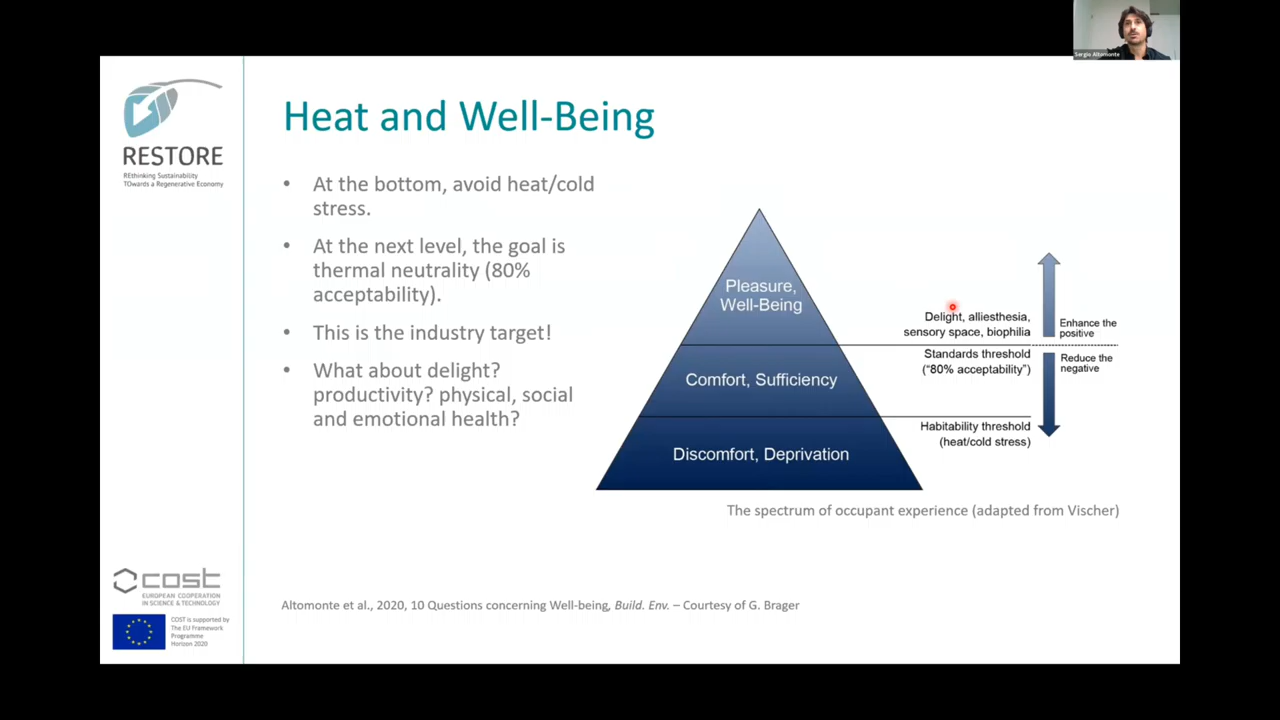 Sergio Altomonte
RESTORE
REthinking Sustainability
TOwards a Regenerative Economy
Heat and Well-Being
• At the bottom, avoid heat/cold
stress.
• At the next level, the goal is
thermal neutrality (80%
acceptability).
• This is the industry target!
• What about delight?
productivity? physical, social
and emotional health?
Pleasure,
Well-Being
Comfort, Sufficiency
Discomfort, Deprivation
Delight, alliesthesia,
sensory space, biophilia
Standards threshold
("80% acceptability")
Habitability threshold
(heat/cold stress)
Enhance the
positive
Reduce the
negative
The spectrum of occupant experience (adapted from Vischer)
Altomonte et al., 2020, 10 Questions concerning Well-being, Build. Env. – Courtesy of G. Brager
cost
EUROPEAN COOPERATION
IN SCIENCE & TECHNOLOGY
COST is supported by
The EU Framework
Programme
Horizon 2020